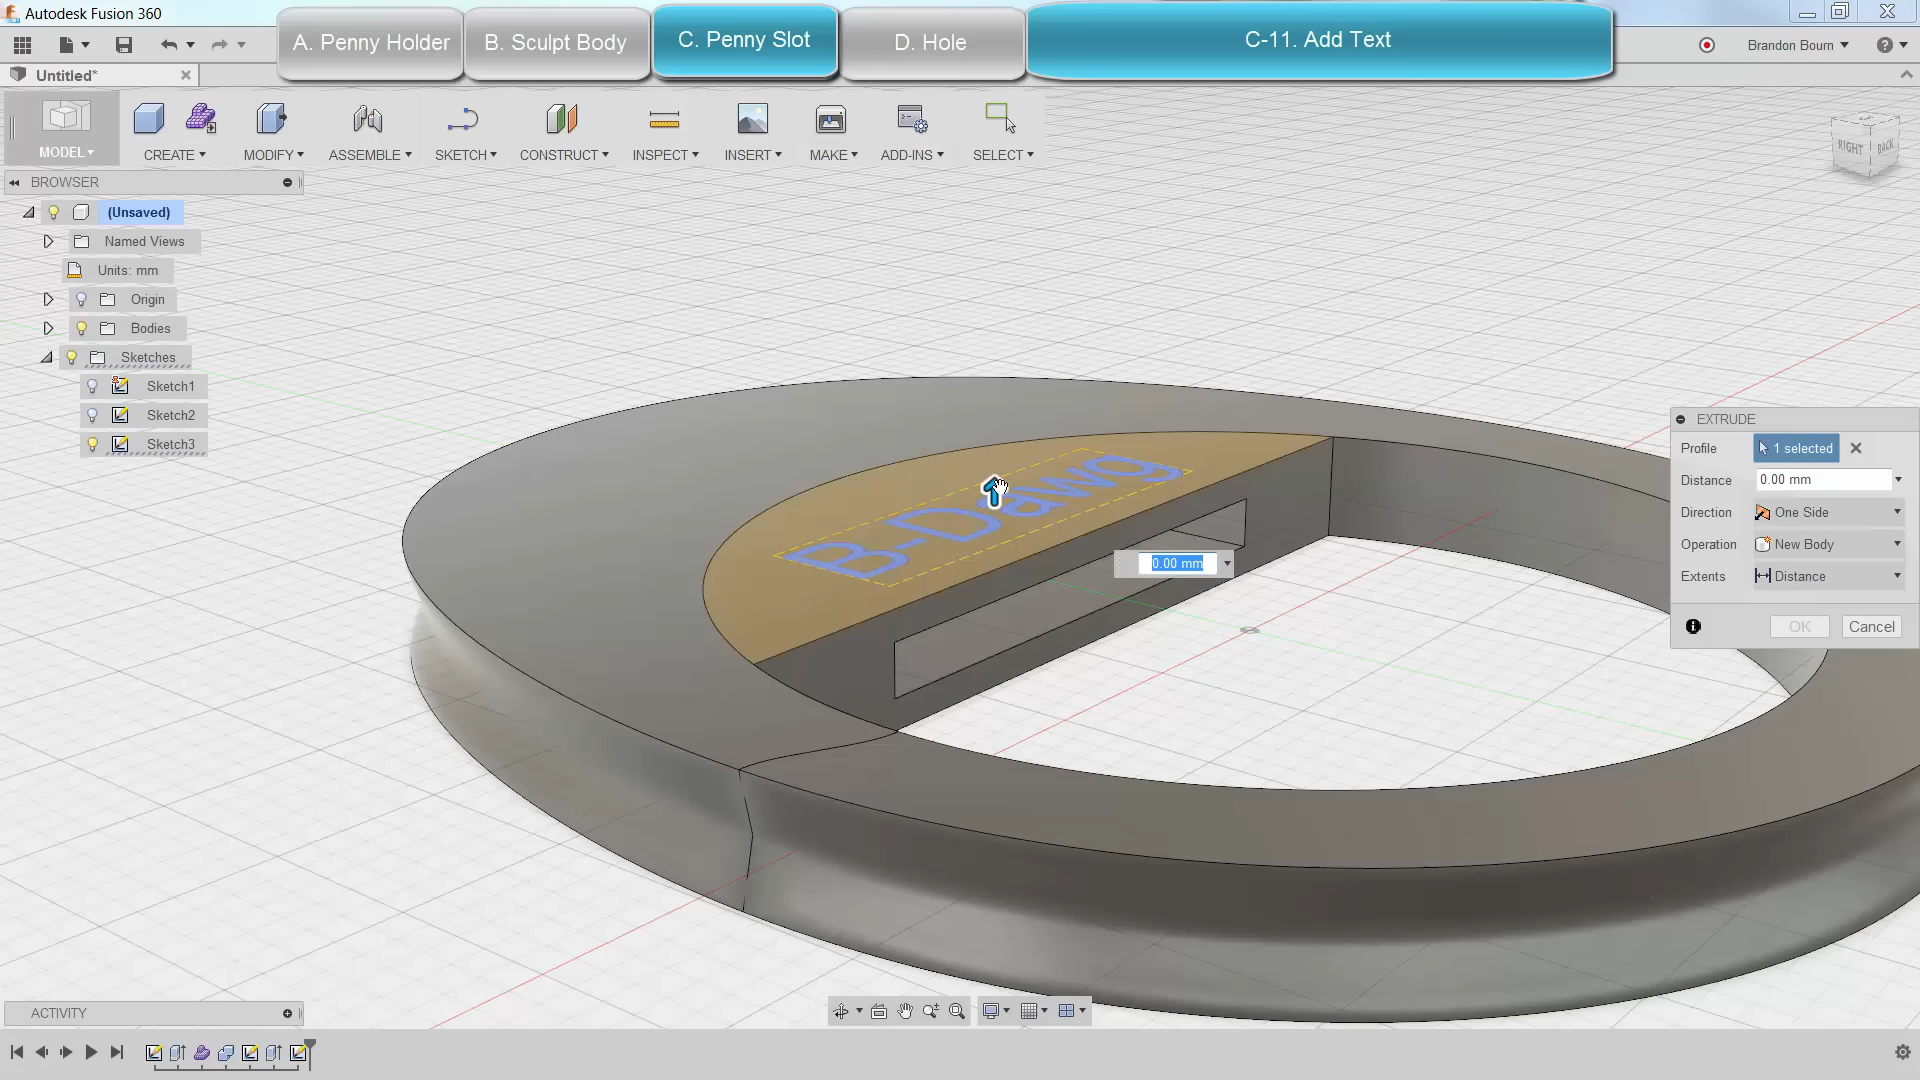 Autodesk Fusion 360
A. Penny Holder
B. Sculpt Body
C. Penny Slot
D. Hole
C-11. Add Text
Brandon Bourn
Untitled*
MODEL
CREATE
MODIFY
ASSEMBLE
SKETCH
CONSTRUCT
INSPECT
INSERT
MAKE
ADD-INS
SELECT
RIGHT
BACK
BROWSER
(Unsaved)
Named Views
Units: mm
Origin
Bodies
Sketches
Sketch1
Sketch2
Sketch3
B-Dawg
0.00 mm
EXTRUDE
Profile
1 selected
Distance
0.00 mm
Direction
One Side
Operation
New Body
Extents
Distance
OK
Cancel
ACTIVITY